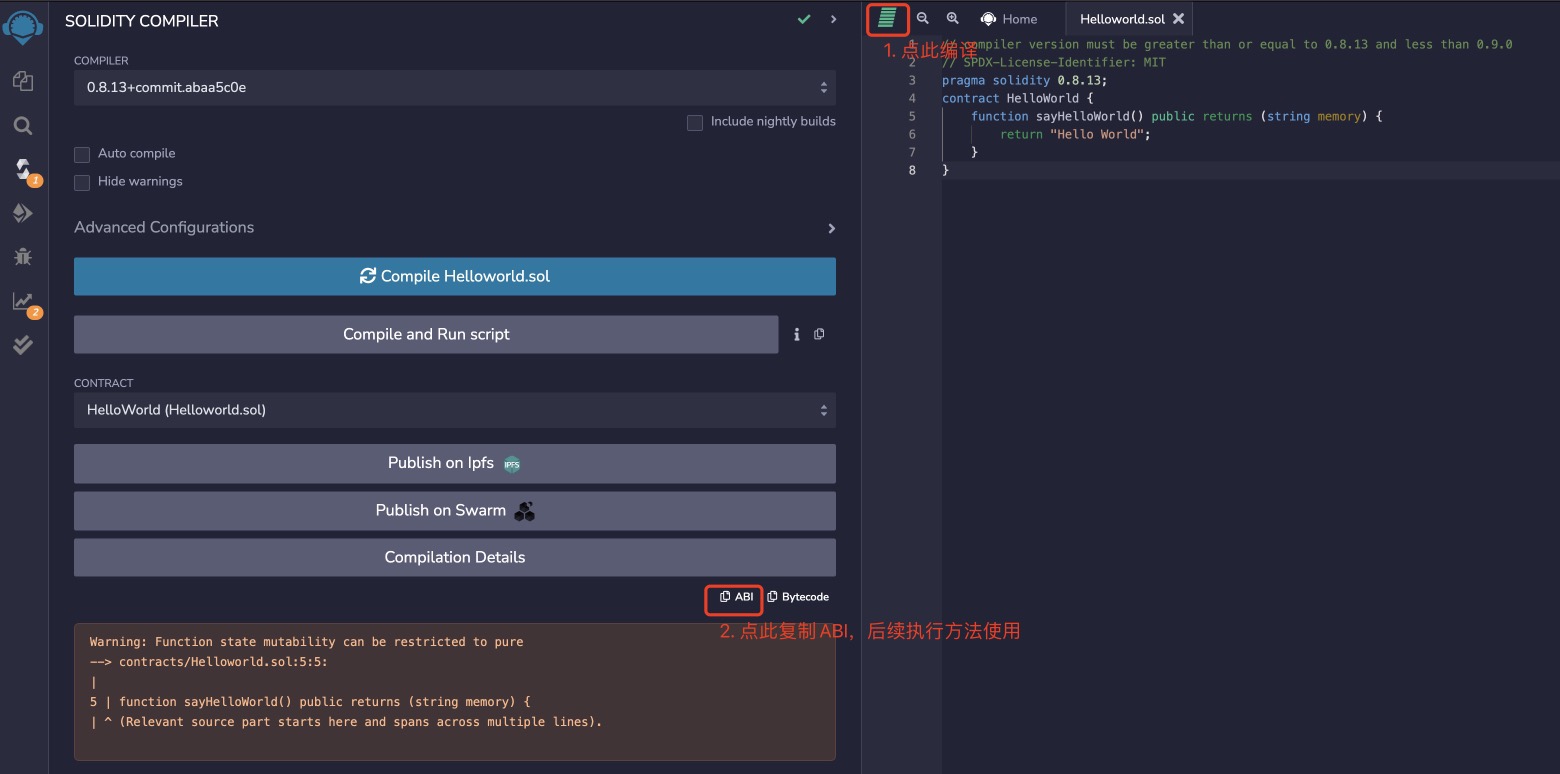 SOLIDITY COMPILER
COMPILER
0.8.13+commit.abaa5c0e
Include nightly builds
Auto compile
Hide warnings
Advanced Configurations
Compile Helloworld.sol
Compile and Run script
CONTRACT
HelloWorld (Helloworld.sol)
Publish on Ipfs IPFS
Publish on Swarm
Compilation Details
ABI Bytecode
2. 点此复制ABI，后续执行方法使用
Warning: Function state mutability can be restricted to pure
--> contracts/Helloworld.sol:5:5:
|
5 | function sayHelloWorld() public returns (string memory) {
| ^ (Relevant source part starts here and spans across multiple lines).
1
2
Home Helloworld.sol
1. 点此编译
1 // compiler version must be greater than or equal to 0.8.13 and less than 0.9.0
2 // SPDX-License-Identifier: MIT
3 pragma solidity 0.8.13;
4 contract HelloWorld {
5 function sayHelloWorld() public returns (string memory) {
6 return "Hello World";
7 }
8 }